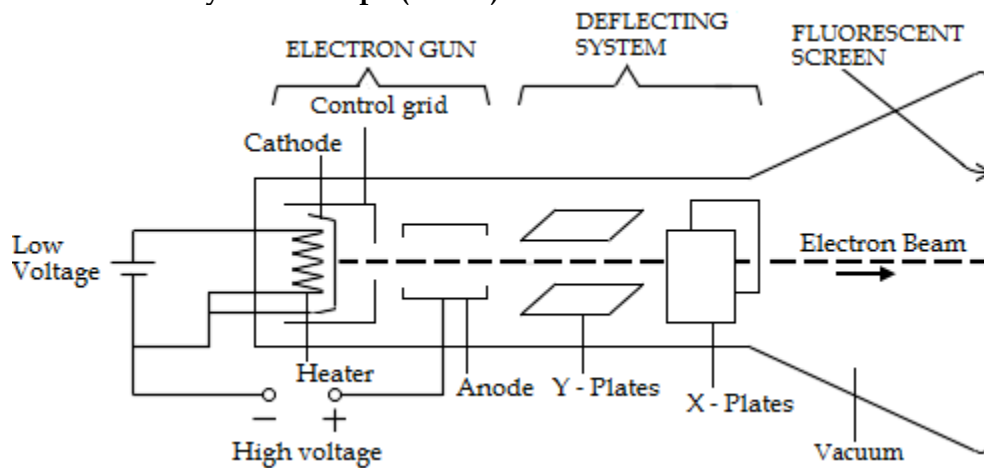 ELECTRON GUN
DEFLECTING
SYSTEM
FLUORESCENT
SCREEN
Control grid
Cathode
Low
Voltage
Electron Beam
Heater
Anode
Y - Plates
X - Plates
− +
High voltage
Vacuum